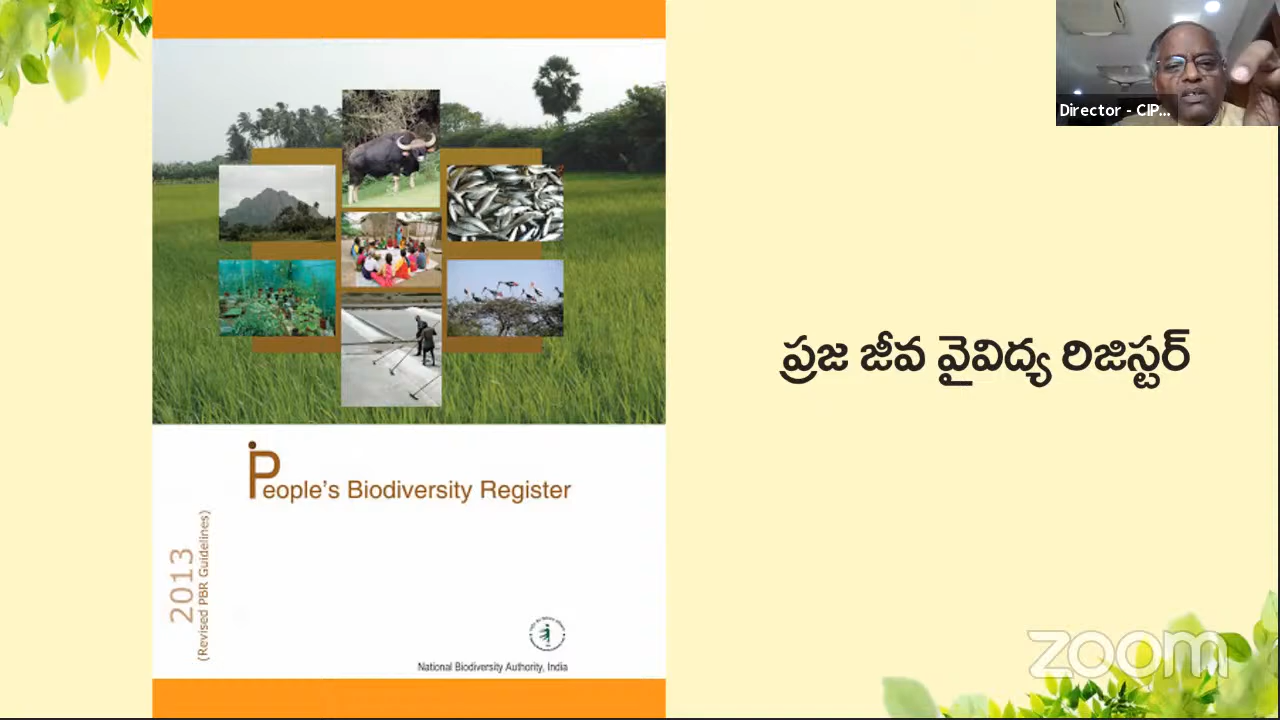 Director - CIP...
ప్రజ జీవ వైవిద్య రిజిస్టర్
People's Biodiversity Register
2013
(Revised PBR Guidelines)
National Biodiversity Authority, India
zoom